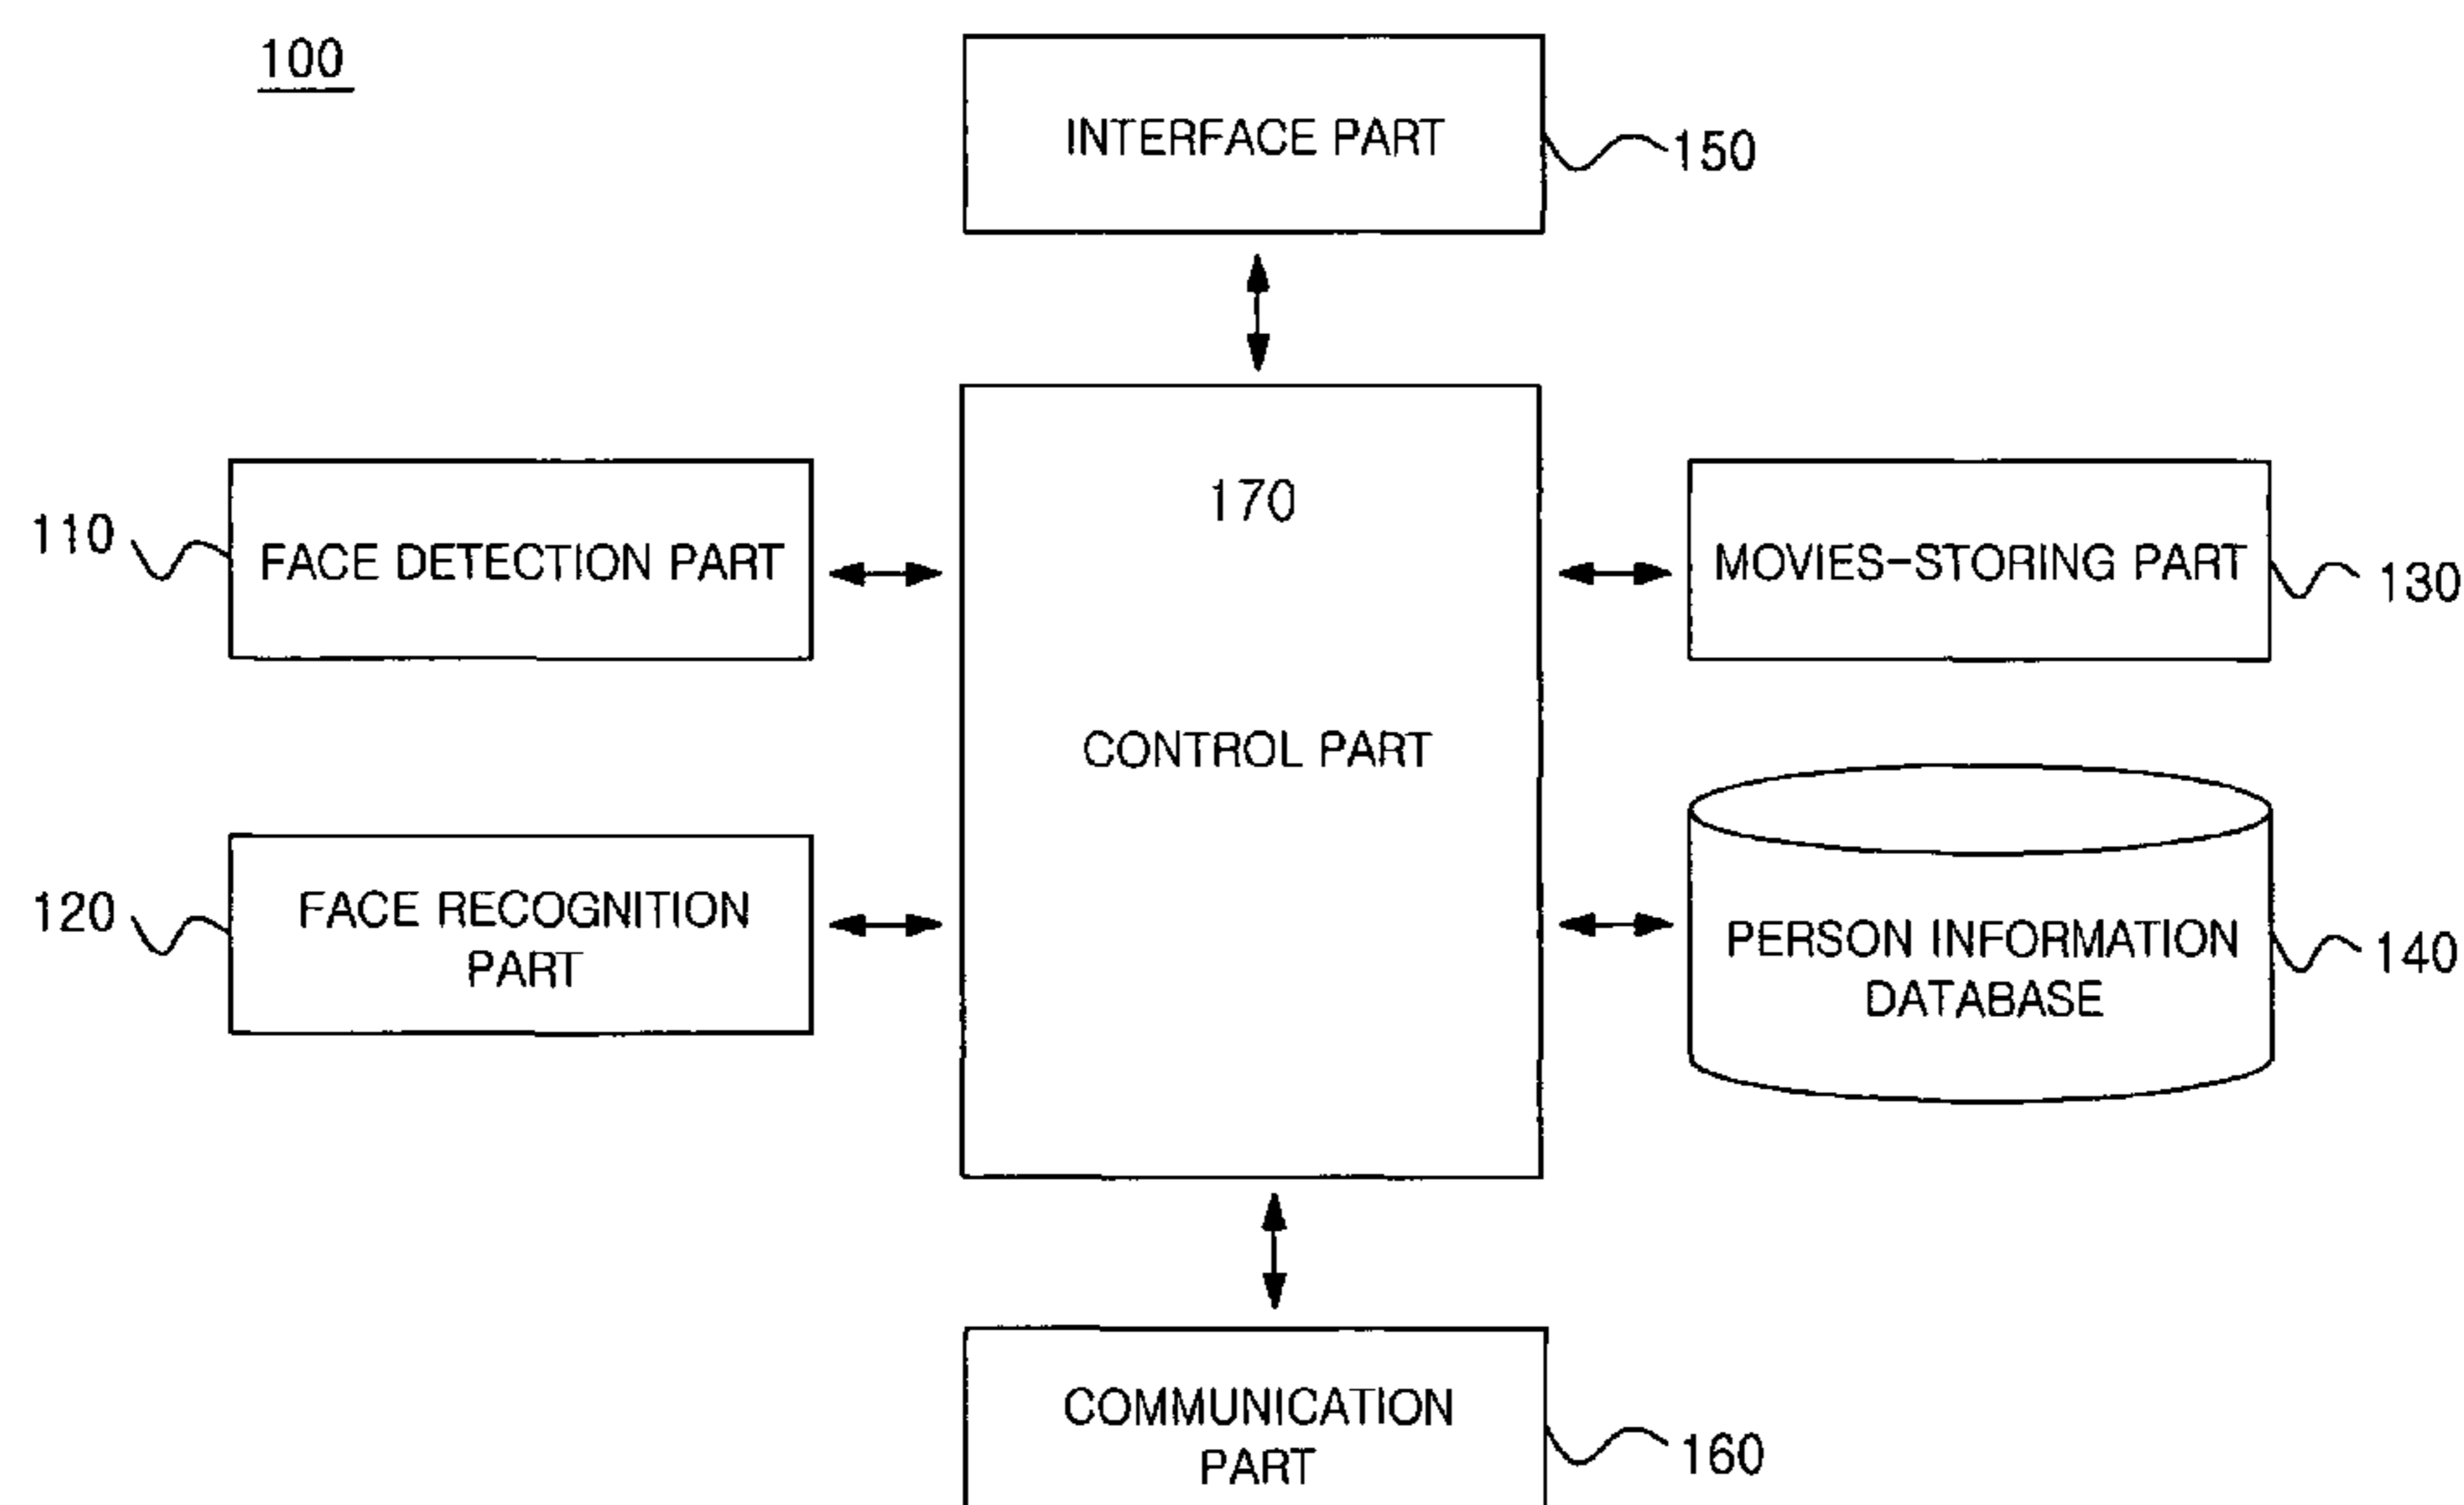 100
INTERFACE PART
150
170
110
FACE DETECTION PART
MOVIES-STORING PART
130
CONTROL PART
120
FACE RECOGNITION
PART
PERSON INFORMATION
DATABASE
140
COMMUNICATION
PART
160